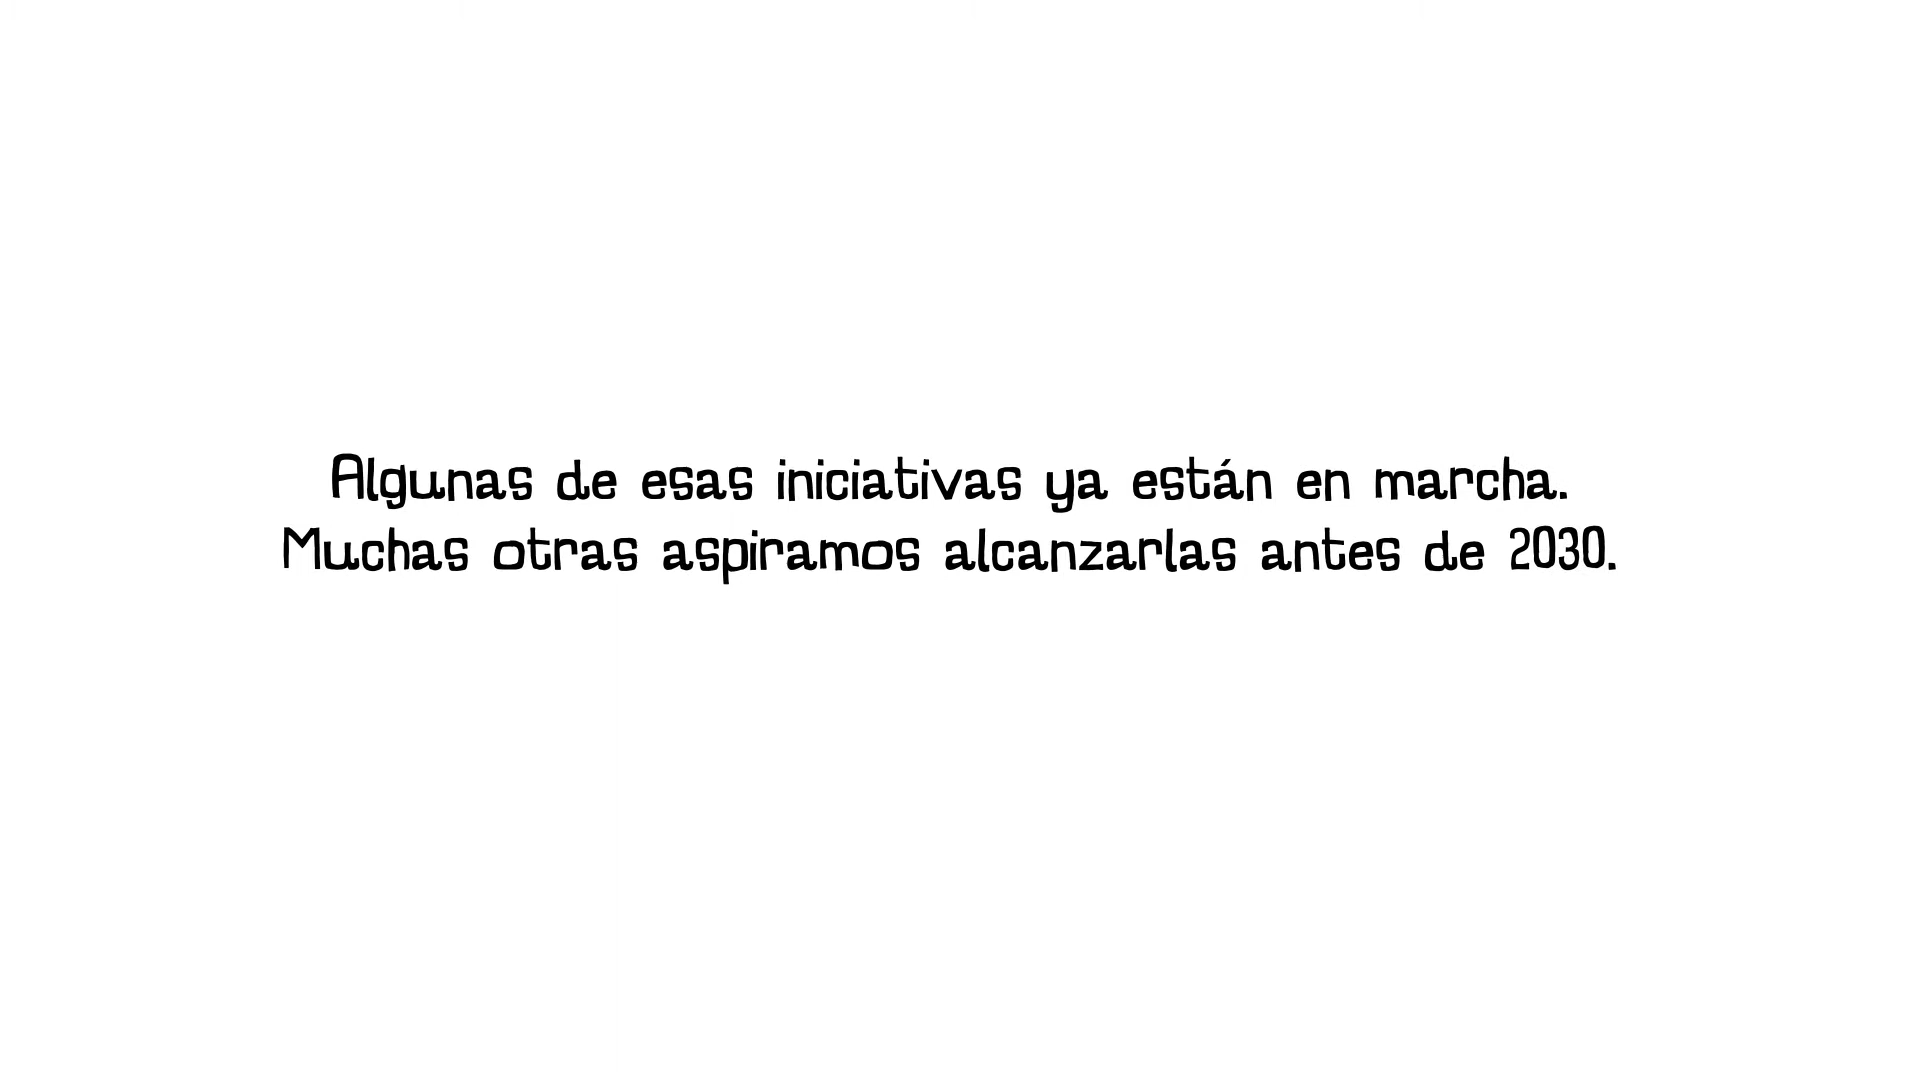 Algunas de esas iniciativas ya están en marcha.
Muchas otras aspiramos alcanzarlas antes de 2030.